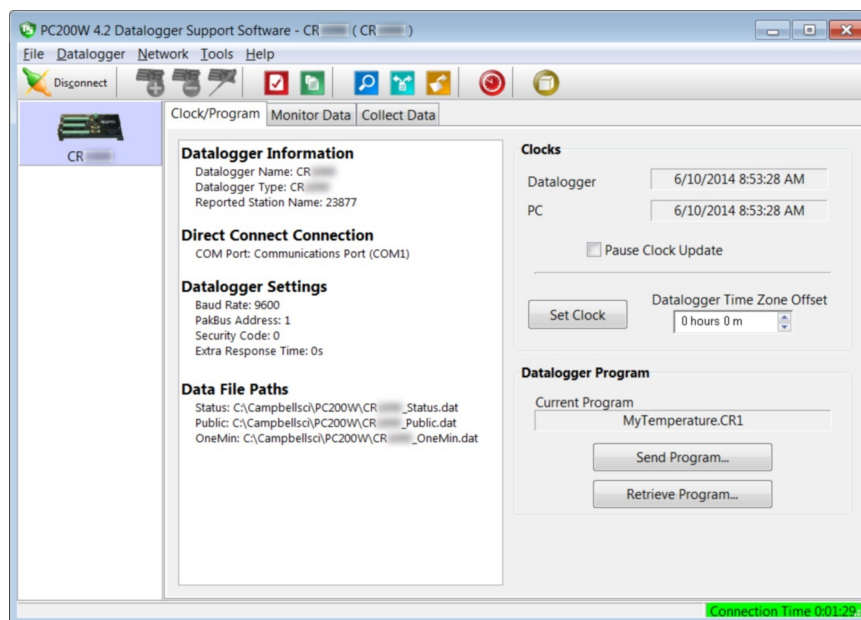 PC200W 4.2 Datalogger Support Software - CR ( CR )
File Datalogger Network Tools Help
Disconnect
CR
Clock/Program Monitor Data Collect Data
Datalogger Information
Datalogger Name: CR
Datalogger Type: CR
Reported Station Name: 23877
Direct Connect Connection
COM Port: Communications Port (COM1)
Datalogger Settings
Baud Rate: 9600
PakBus Address: 1
Security Code: 0
Extra Response Time: 0s
Data File Paths
Status: C:\Campbellsci\PC200W\CR _Status.dat
Public: C:\Campbellsci\PC200W\CR _Public.dat
OneMin: C:\Campbellsci\PC200W\CR _OneMin.dat
Clocks
Datalogger 6/10/2014 8:53:28 AM
PC 6/10/2014 8:53:28 AM
Pause Clock Update
Datalogger Time Zone Offset
Set Clock 0 hours 0 m
Datalogger Program
Current Program
MyTemperature.CR1
Send Program...
Retrieve Program...
Connection Time 0:01:29